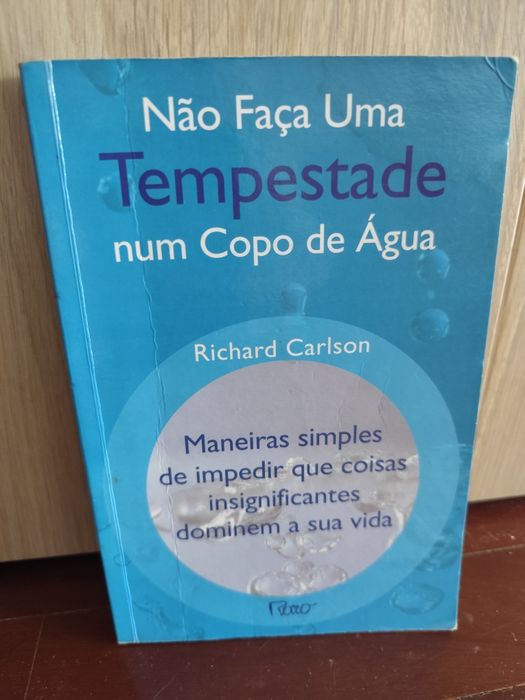 Não Faça Uma
Tempestade
num Copo de Água
Richard Carlson
Maneiras simples
de impedir que coisas
insignificantes
dominem a sua vida
Rocco